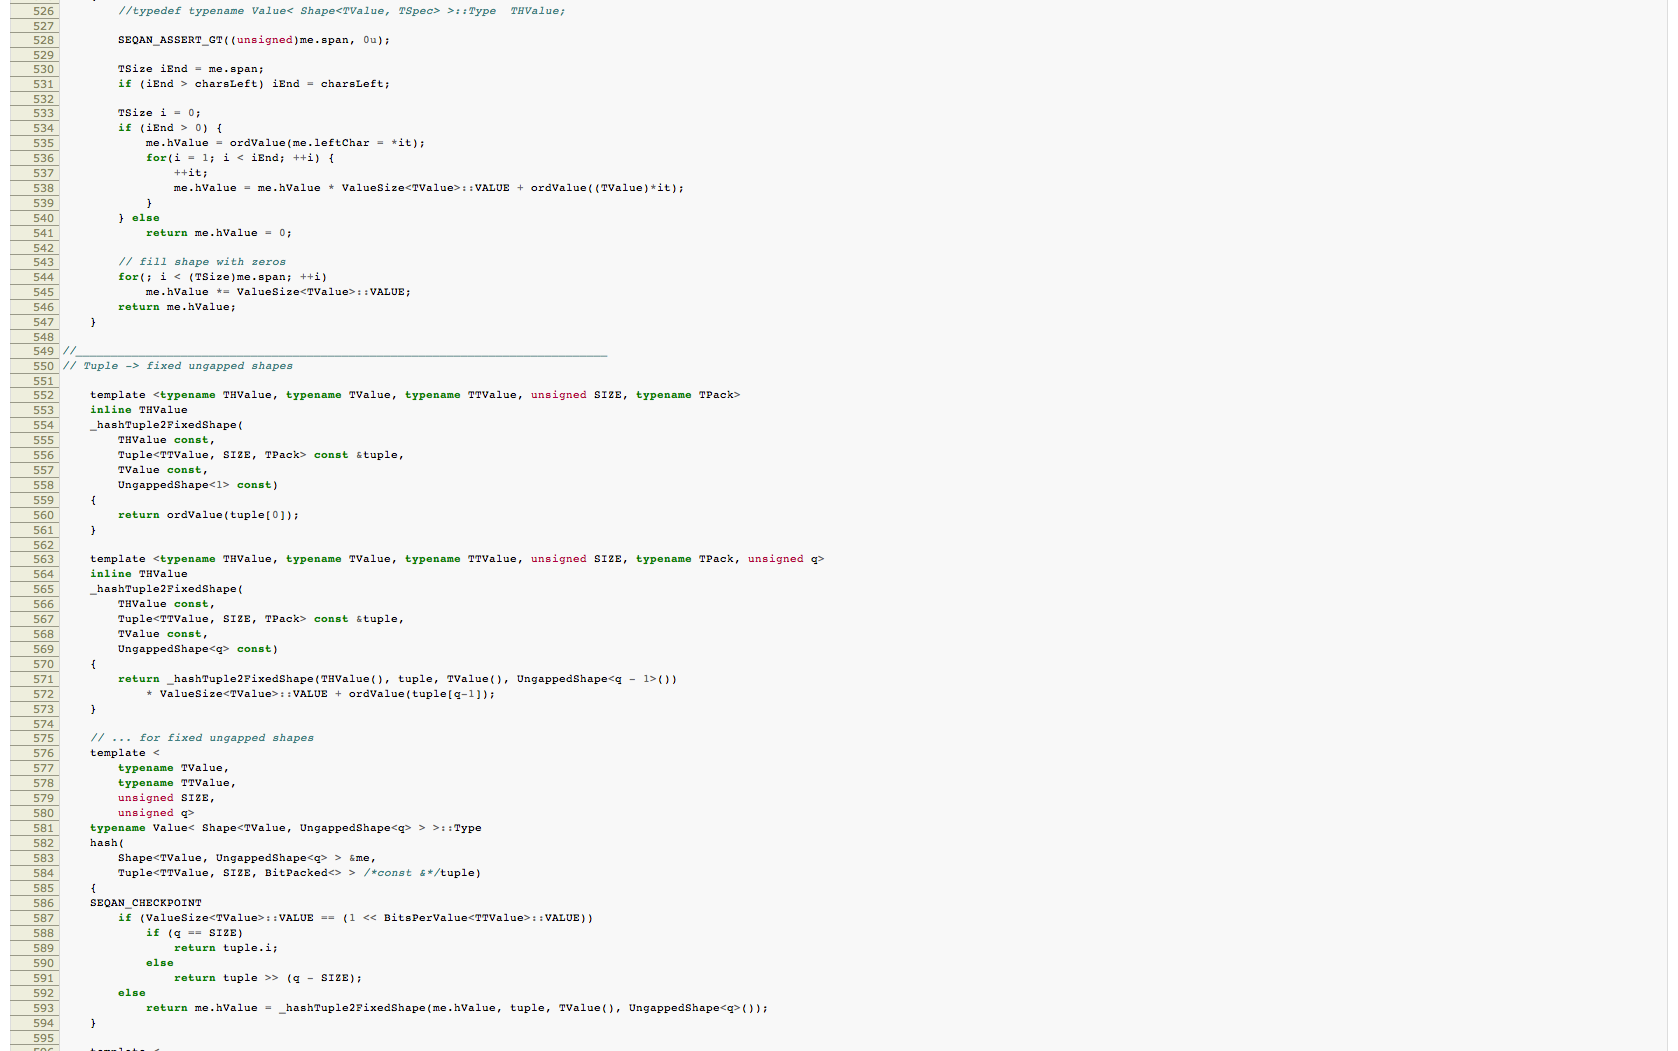 526 //typedef typename Value< Shape<TValue, TSpec> >::Type  THValue;
527
528 SEQAN_ASSERT_GT((unsigned)me.span, 0u);
529
530 TSize iEnd = me.span;
531 if (iEnd > charsLeft) iEnd = charsLeft;
532
533 TSize i = 0;
534 if (iEnd > 0) {
535 me.hValue = ordValue(me.leftChar = *it);
536 for(i = 1; i < iEnd; ++i) {
537 ++it;
538 me.hValue = me.hValue * ValueSize<TValue>::VALUE + ordValue((TValue)*it);
539 }
540 } else
541 return me.hValue = 0;
542
543 // fill shape with zeros
544 for(; i < (TSize)me.span; ++i)
545 me.hValue *= ValueSize<TValue>::VALUE;
546 return me.hValue;
547 }
548
549 //____________________________________________________________________________
550 // Tuple -> fixed ungapped shapes
551
552 template <typename THValue, typename TValue, typename TTValue, unsigned SIZE, typename TPack>
553 inline THValue
554 _hashTuple2FixedShape(
555 THValue const,
556 Tuple<TTValue, SIZE, TPack> const &tuple,
557 TValue const,
558 UngappedShape<1> const)
559 {
560 return ordValue(tuple[0]);
561 }
562
563 template <typename THValue, typename TValue, typename TTValue, unsigned SIZE, typename TPack, unsigned q>
564 inline THValue
565 _hashTuple2FixedShape(
566 THValue const,
567 Tuple<TTValue, SIZE, TPack> const &tuple,
568 TValue const,
569 UngappedShape<q> const)
570 {
571 return _hashTuple2FixedShape(THValue(), tuple, TValue(), UngappedShape<q - 1>())
572 * ValueSize<TValue>::VALUE + ordValue(tuple[q-1]);
573 }
574
575 // ... for fixed ungapped shapes
576 template <
577 typename TValue,
578 typename TTValue,
579 unsigned SIZE,
580 unsigned q>
581 typename Value< Shape<TValue, UngappedShape<q> > >::Type
582 hash(
583 Shape<TValue, UngappedShape<q> > &me,
584 Tuple<TTValue, SIZE, BitPacked<> > /*const &*/tuple)
585 {
586 SEQAN_CHECKPOINT
587 if (ValueSize<TValue>::VALUE == (1 << BitsPerValue<TTValue>::VALUE))
588 if (q == SIZE)
589 return tuple.i;
590 else
591 return tuple >> (q - SIZE);
592 else
593 return me.hValue = _hashTuple2FixedShape(me.hValue, tuple, TValue(), UngappedShape<q>());
594 }
595
596 template <